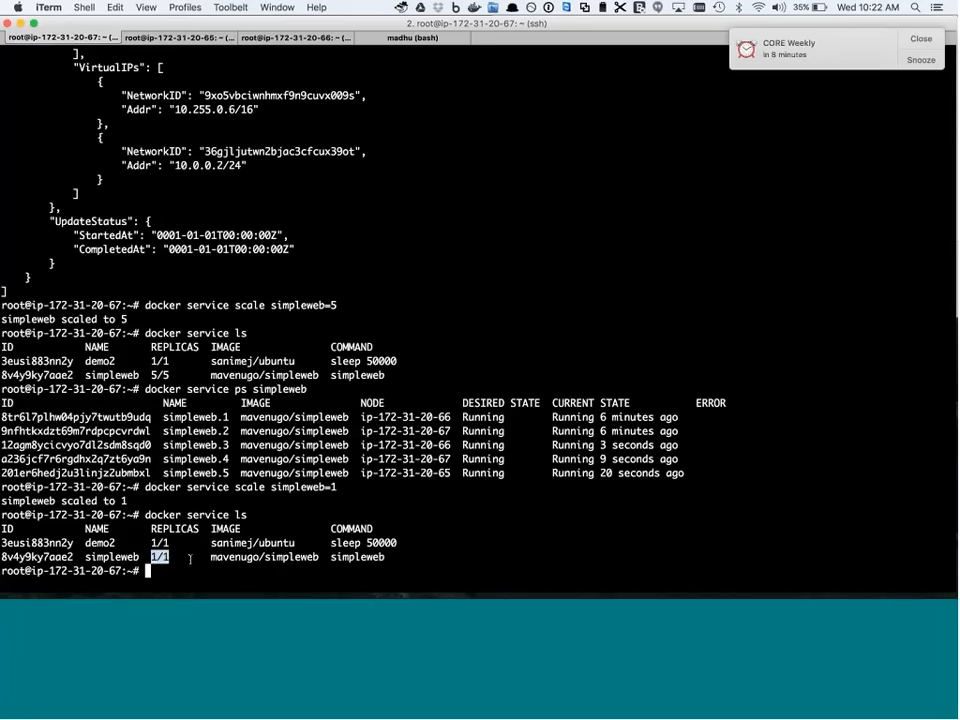 iTerm Shell Edit View Profiles Toolbelt Window Help 35% Wed 10:22 AM
2. root@ip-172-31-20-67: ~ (ssh)
root@ip-172-31-20-67: ~ (... root@ip-172-31-20-65: ~ (... root@ip-172-31-20-66: ~ (... madhu (bash)
CORE Weekly
in 8 minutes
Close
Snooze
],
"VirtualIPs": [
{
"NetworkID": "9xo5vbciwnhmxf9n9cuvx009s",
"Addr": "10.255.0.6/16"
},
{
"NetworkID": "36gjljutwn2bjac3cfcux39ot",
"Addr": "10.0.0.2/24"
}
]
},
"UpdateStatus": {
"StartedAt": "0001-01-01T00:00:00Z",
"CompletedAt": "0001-01-01T00:00:00Z"
}
}
]
root@ip-172-31-20-67:~# docker service scale simpleweb=5
simpleweb scaled to 5
root@ip-172-31-20-67:~# docker service ls
ID NAME REPLICAS IMAGE COMMAND
3eusi883nn2y demo2 1/1 sanimej/ubuntu sleep 50000
8v4y9ky7aae2 simpleweb 5/5 mavenugo/simpleweb simpleweb
root@ip-172-31-20-67:~# docker service ps simpleweb
ID NAME IMAGE NODE DESIRED STATE CURRENT STATE ERROR
8tr6l7plhw04pjy7twutb9udq simpleweb.1 mavenugo/simpleweb ip-172-31-20-66 Running Running 6 minutes ago
9nfhtkxdzt69m7rdpcpcvrdwl simpleweb.2 mavenugo/simpleweb ip-172-31-20-67 Running Running 6 minutes ago
12agm8ycicvyo7dl2sdm8sqd0 simpleweb.3 mavenugo/simpleweb ip-172-31-20-66 Running Running 3 seconds ago
a236jcf7r6rgdhx2q7zt6ya9n simpleweb.4 mavenugo/simpleweb ip-172-31-20-67 Running Running 9 seconds ago
201er6hedj2u3linjz2ubmbxl simpleweb.5 mavenugo/simpleweb ip-172-31-20-65 Running Running 20 seconds ago
root@ip-172-31-20-67:~# docker service scale simpleweb=1
simpleweb scaled to 1
root@ip-172-31-20-67:~# docker service ls
ID NAME REPLICAS IMAGE COMMAND
3eusi883nn2y demo2 1/1 sanimej/ubuntu sleep 50000
8v4y9ky7aae2 simpleweb 1/1 mavenugo/simpleweb simpleweb
root@ip-172-31-20-67:~#